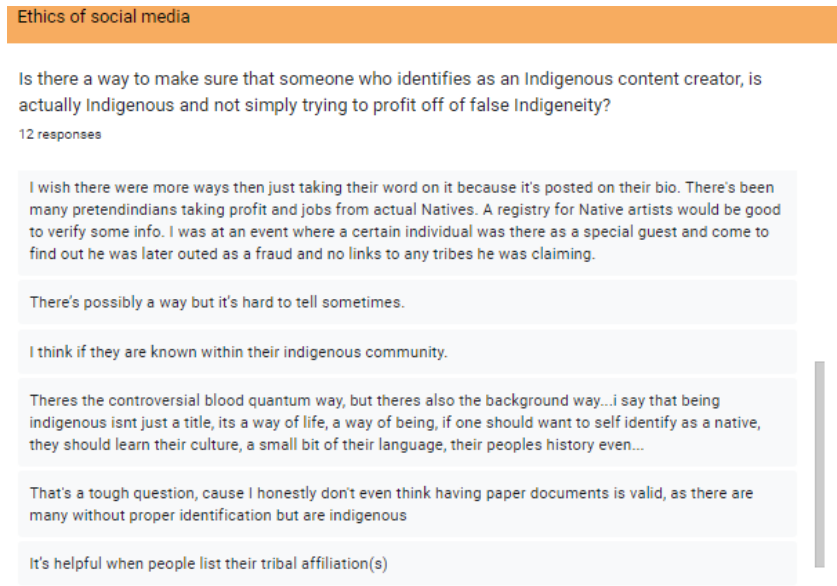 Ethics of social media
Is there a way to make sure that someone who identifies as an Indigenous content creator, is
actually Indigenous and not simply trying to profit off of false Indigeneity?
12 responses
I wish there were more ways then just taking their word on it because it's posted on their bio. There's been
many pretendindians taking profit and jobs from actual Natives. A registry for Native artists would be good
to verify some info. I was at an event where a certain individual was there as a special guest and come to
find out he was later outed as a fraud and no links to any tribes he was claiming.
There's possibly a way but it's hard to tell sometimes.
I think if they are known within their indigenous community.
Theres the controversial blood quantum way, but theres also the background way...i say that being
indigenous isnt just a title, its a way of life, a way of being, if one should want to self identify as a native,
they should learn their culture, a small bit of their language, their peoples history even...
That's a tough question, cause I honestly don't even think having paper documents is valid, as there are
many without proper identification but are indigenous
It's helpful when people list their tribal affiliation(s)